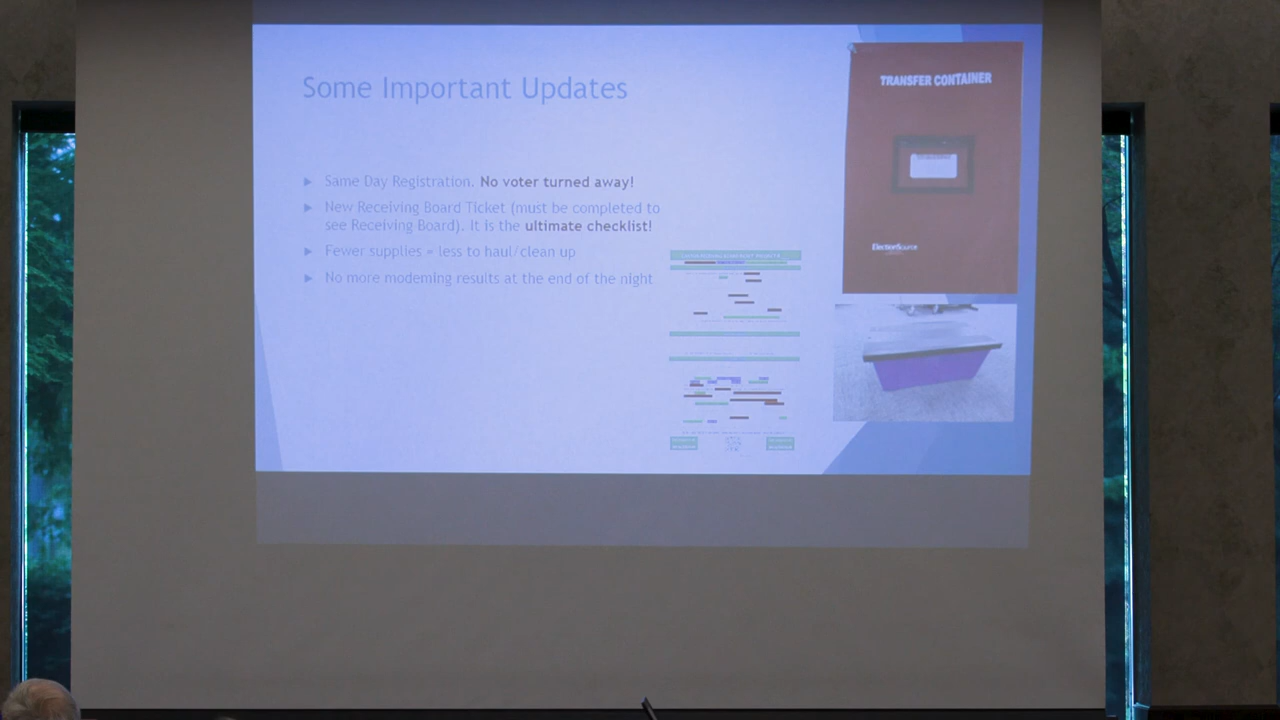 Some Important Updates
Same Day Registration. No voter turned away!
New Receiving Board Ticket (must be completed to
see Receiving Board). It is the ultimate checklist!
Fewer supplies = less to haul/clean up
No more modeming results at the end of the night
TRANSFER CONTAINER
ElectionSource